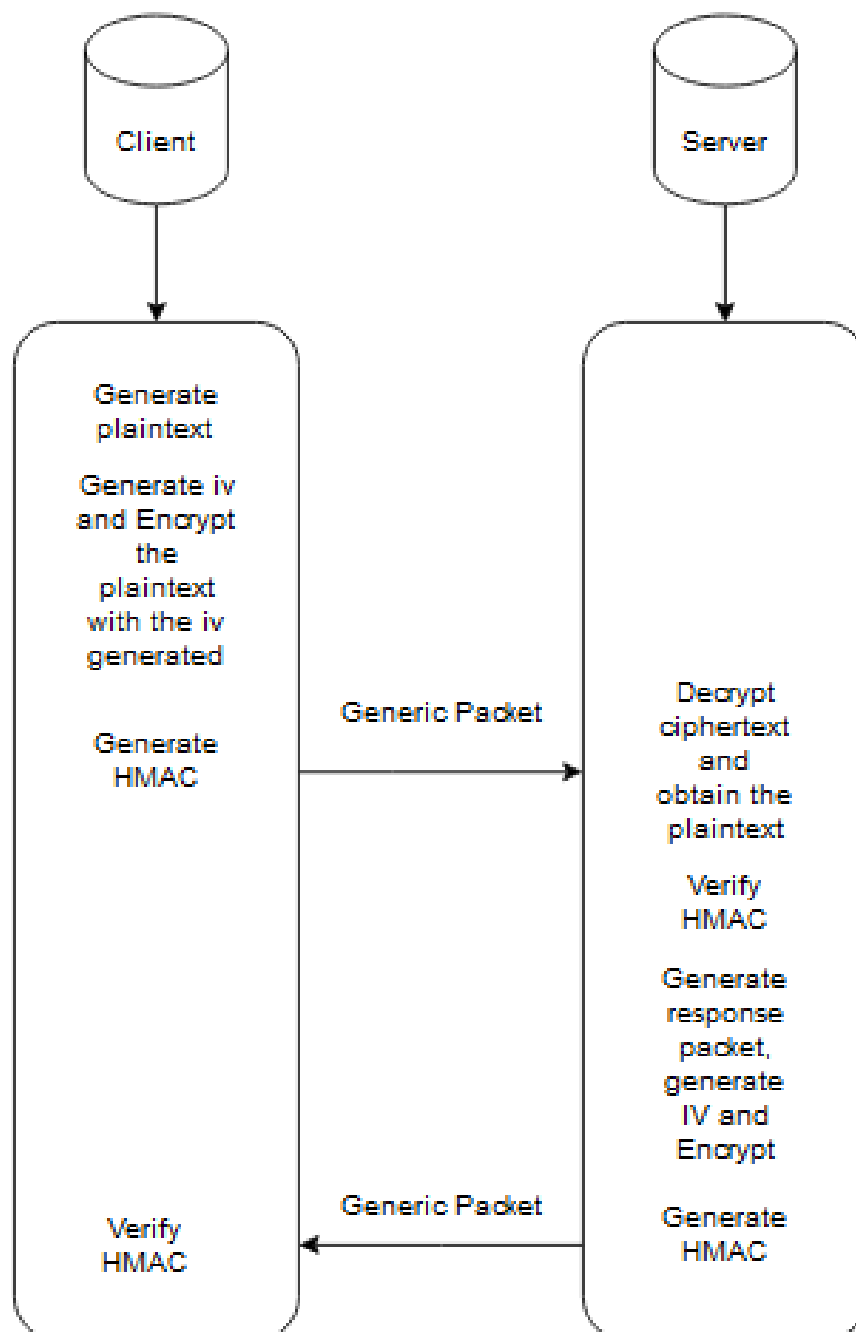 Client
Server
Generate
plaintext
Generate iv
and Encrypt
the
plaintext
with the iv
generated
Generate
HMAC
Generic Packet
Decrypt
ciphertext
and
obtain the
plaintext
Verify
HMAC
Generate
response
packet,
generate
IV and
Encrypt
Generate
HMAC
Generic Packet
Verify
HMAC